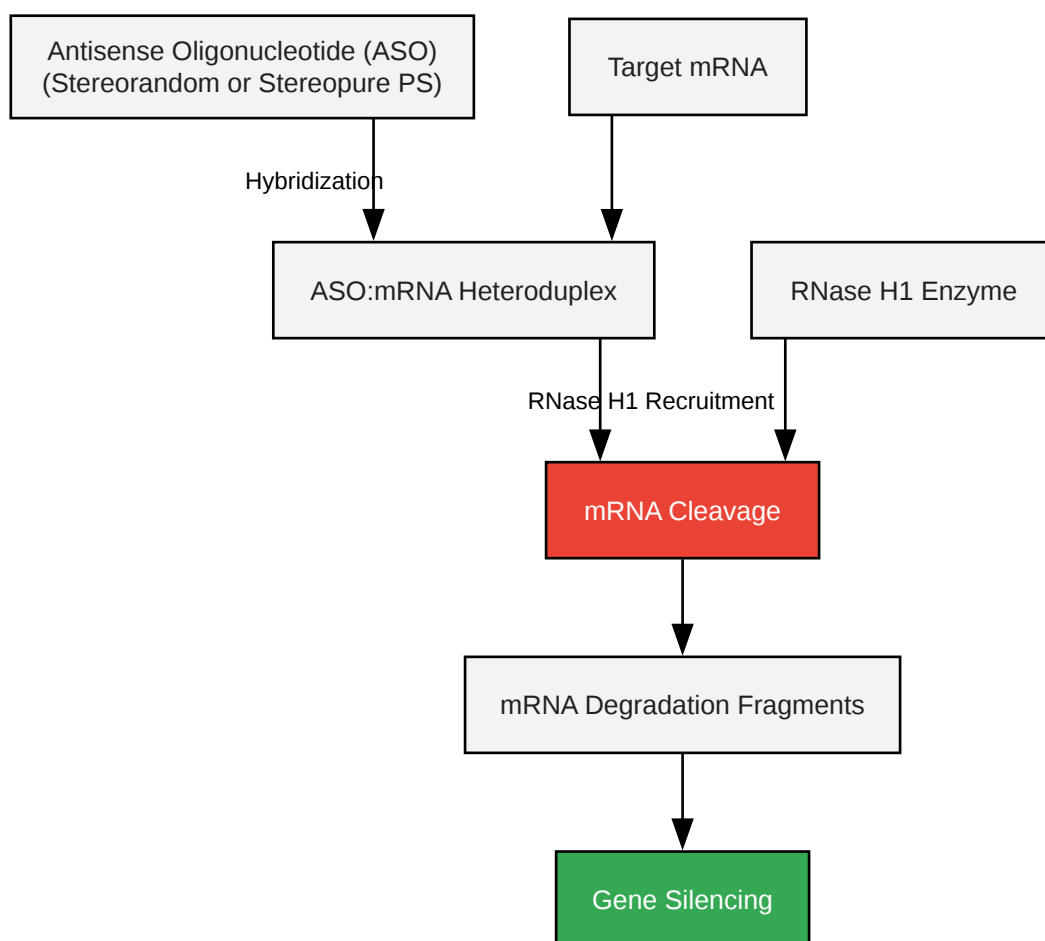 Antisense Oligonucleotide (ASO)
(Stereorandom or Stereopure PS)
Target mRNA
Hybridization
ASO:mRNA Heteroduplex
RNase H1 Enzyme
RNase H1 Recruitment
mRNA Cleavage
mRNA Degradation Fragments
Gene Silencing